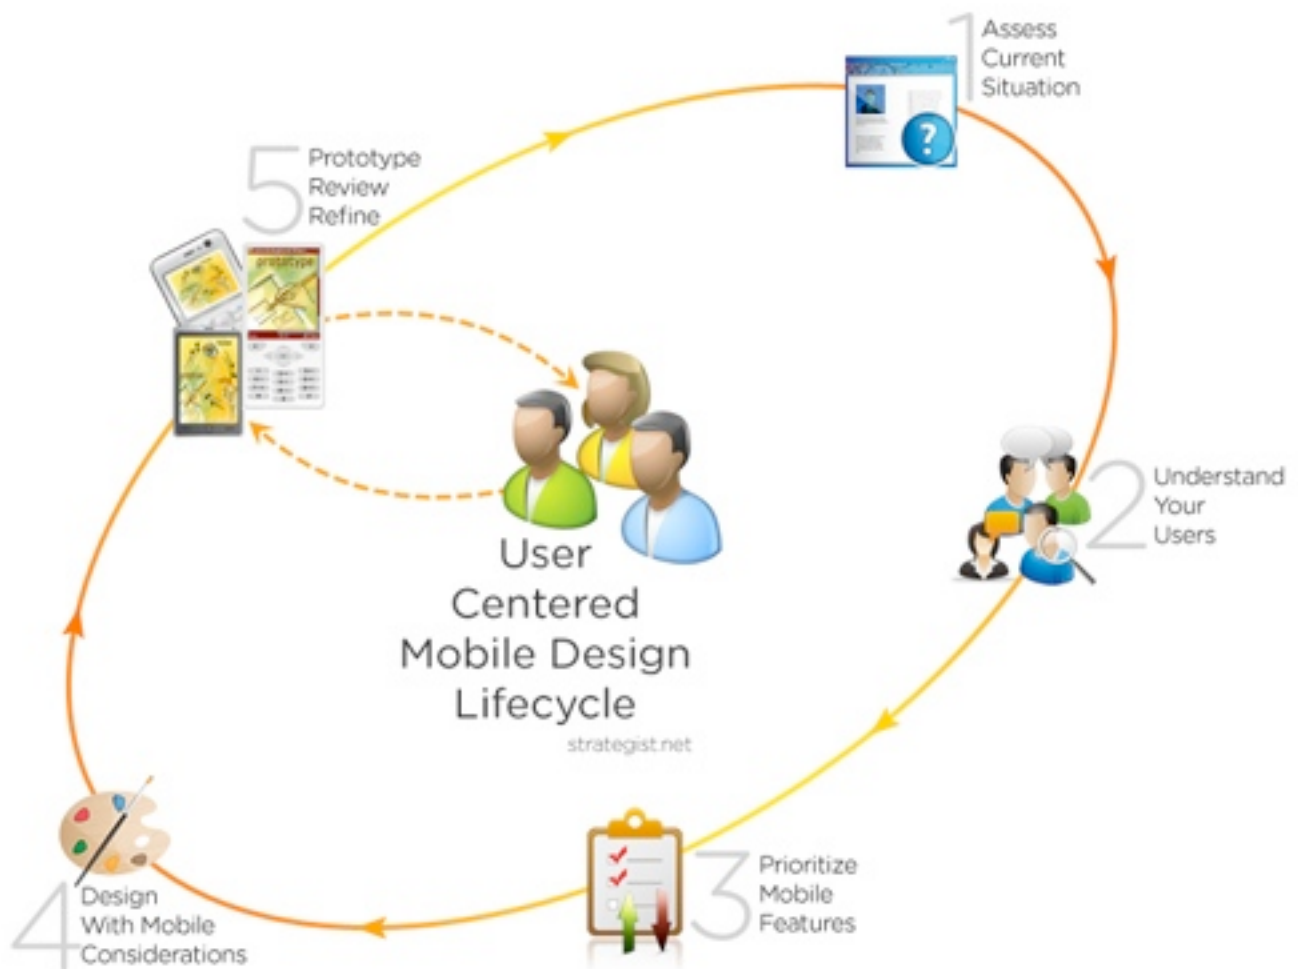 1
Assess
Current
Situation
5
Prototype
Review
Refine
prototype
?
2
Understand
Your
Users
User
Centered
Mobile Design
Lifecycle
strategist.net
3
Prioritize
Mobile
Features
4
Design
With Mobile
Considerations